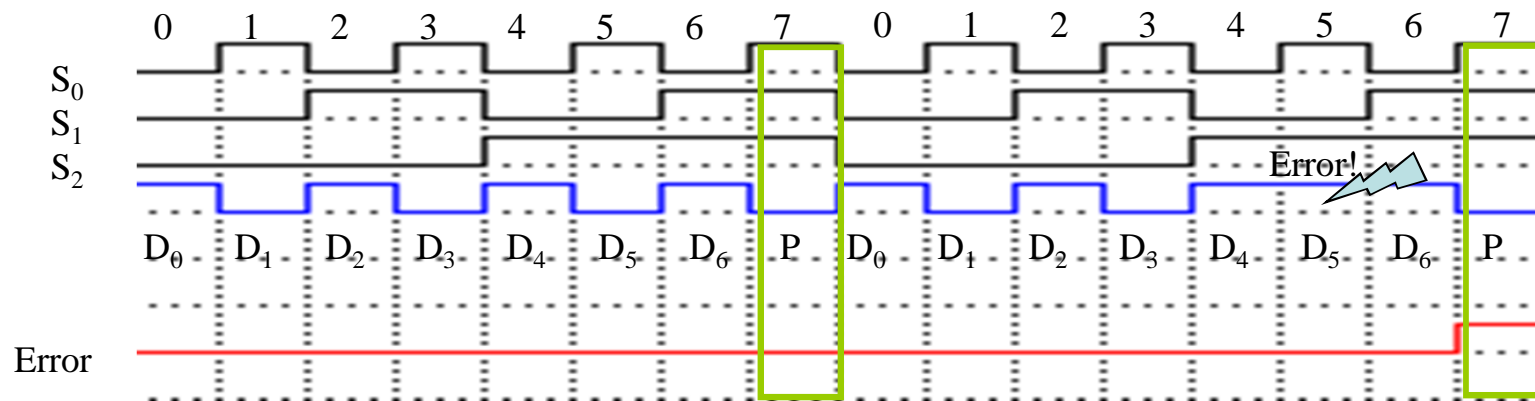 0 1 2 3 4 5 6 7 0 1 2 3 4 5 6 7
S₀
S₁
Error!
S₂
D₀ D₁ D₂ D₃ D₄ D₅ D₆ P D₀ D₁ D₂ D₃ D₄ D₅ D₆ P
Error